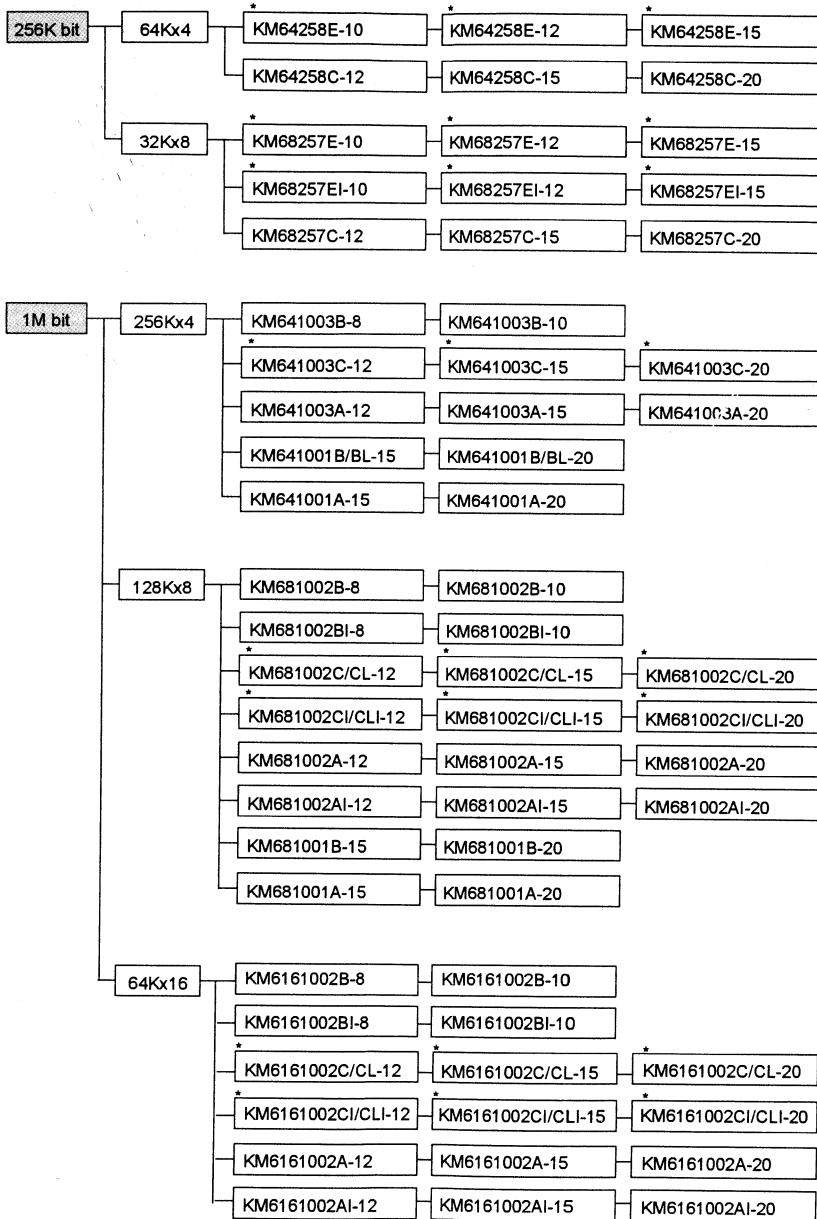 * * *
256K bit 64Kx4 KM64258E-10 KM64258E-12 KM64258E-15
KM64258C-12 KM64258C-15 KM64258C-20
* * *
32Kx8 KM68257E-10 KM68257E-12 KM68257E-15
* * *
KM68257EI-10 KM68257EI-12 KM68257EI-15
KM68257C-12 KM68257C-15 KM68257C-20
1M bit 256Kx4 KM641003B-8 KM641003B-10
* * *
KM641003C-12 KM641003C-15 KM641003C-20
KM641003A-12 KM641003A-15 KM641003A-20
KM641001B/BL-15 KM641001B/BL-20
KM641001A-15 KM641001A-20
128Kx8 KM681002B-8 KM681002B-10
KM681002BI-8 KM681002BI-10
* * *
KM681002C/CL-12 KM681002C/CL-15 KM681002C/CL-20
* * *
KM681002CI/CLI-12 KM681002CI/CLI-15 KM681002CI/CLI-20
KM681002A-12 KM681002A-15 KM681002A-20
KM681002AI-12 KM681002AI-15 KM681002AI-20
KM681001B-15 KM681001B-20
KM681001A-15 KM681001A-20
64Kx16 KM6161002B-8 KM6161002B-10
KM6161002BI-8 KM6161002BI-10
* * *
KM6161002C/CL-12 KM6161002C/CL-15 KM6161002C/CL-20
* * *
KM6161002CI/CLI-12 KM6161002CI/CLI-15 KM6161002CI/CLI-20
KM6161002A-12 KM6161002A-15 KM6161002A-20
KM6161002AI-12 KM6161002AI-15 KM6161002AI-20